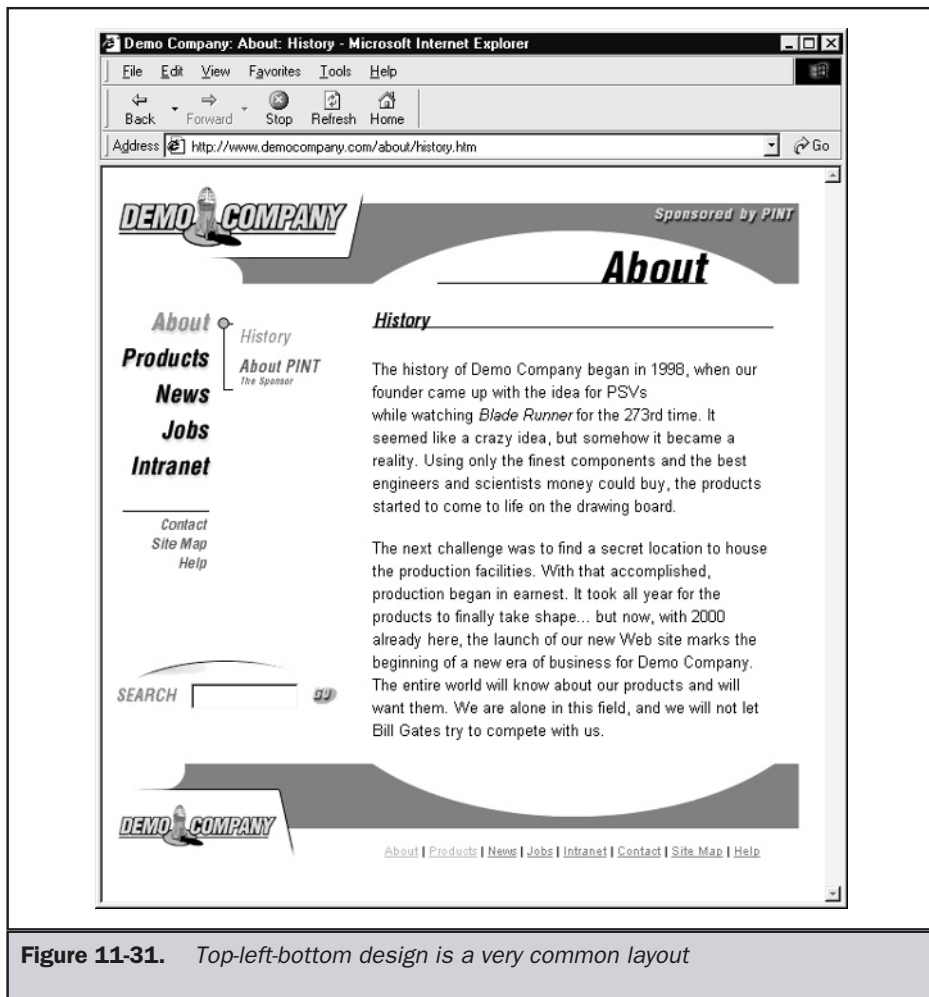 Demo Company: About: History - Microsoft Internet Explorer
File Edit View Favorites Tools Help
Back Forward Stop Refresh Home
Address http://www.democompany.com/about/history.htm Go
DEMO COMPANY
Sponsored by PINT
About
About
Products
News
Jobs
Intranet
History
About PINT
The Sponsor
Contact
Site Map
Help
SEARCH GO
History
The history of Demo Company began in 1998, when our
founder came up with the idea for PSVs
while watching Blade Runner for the 273rd time. It
seemed like a crazy idea, but somehow it became a
reality. Using only the finest components and the best
engineers and scientists money could buy, the products
started to come to life on the drawing board.
The next challenge was to find a secret location to house
the production facilities. With that accomplished,
production began in earnest. It took all year for the
products to finally take shape... but now, with 2000
already here, the launch of our new Web site marks the
beginning of a new era of business for Demo Company.
The entire world will know about our products and will
want them. We are alone in this field, and we will not let
Bill Gates try to compete with us.
DEMO COMPANY
About | Products | News | Jobs | Intranet | Contact | Site Map | Help
Figure 11-31. Top-left-bottom design is a very common layout